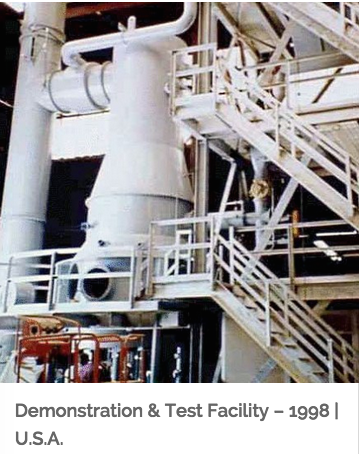 Demonstration & Test Facility – 1998 |
U.S.A.